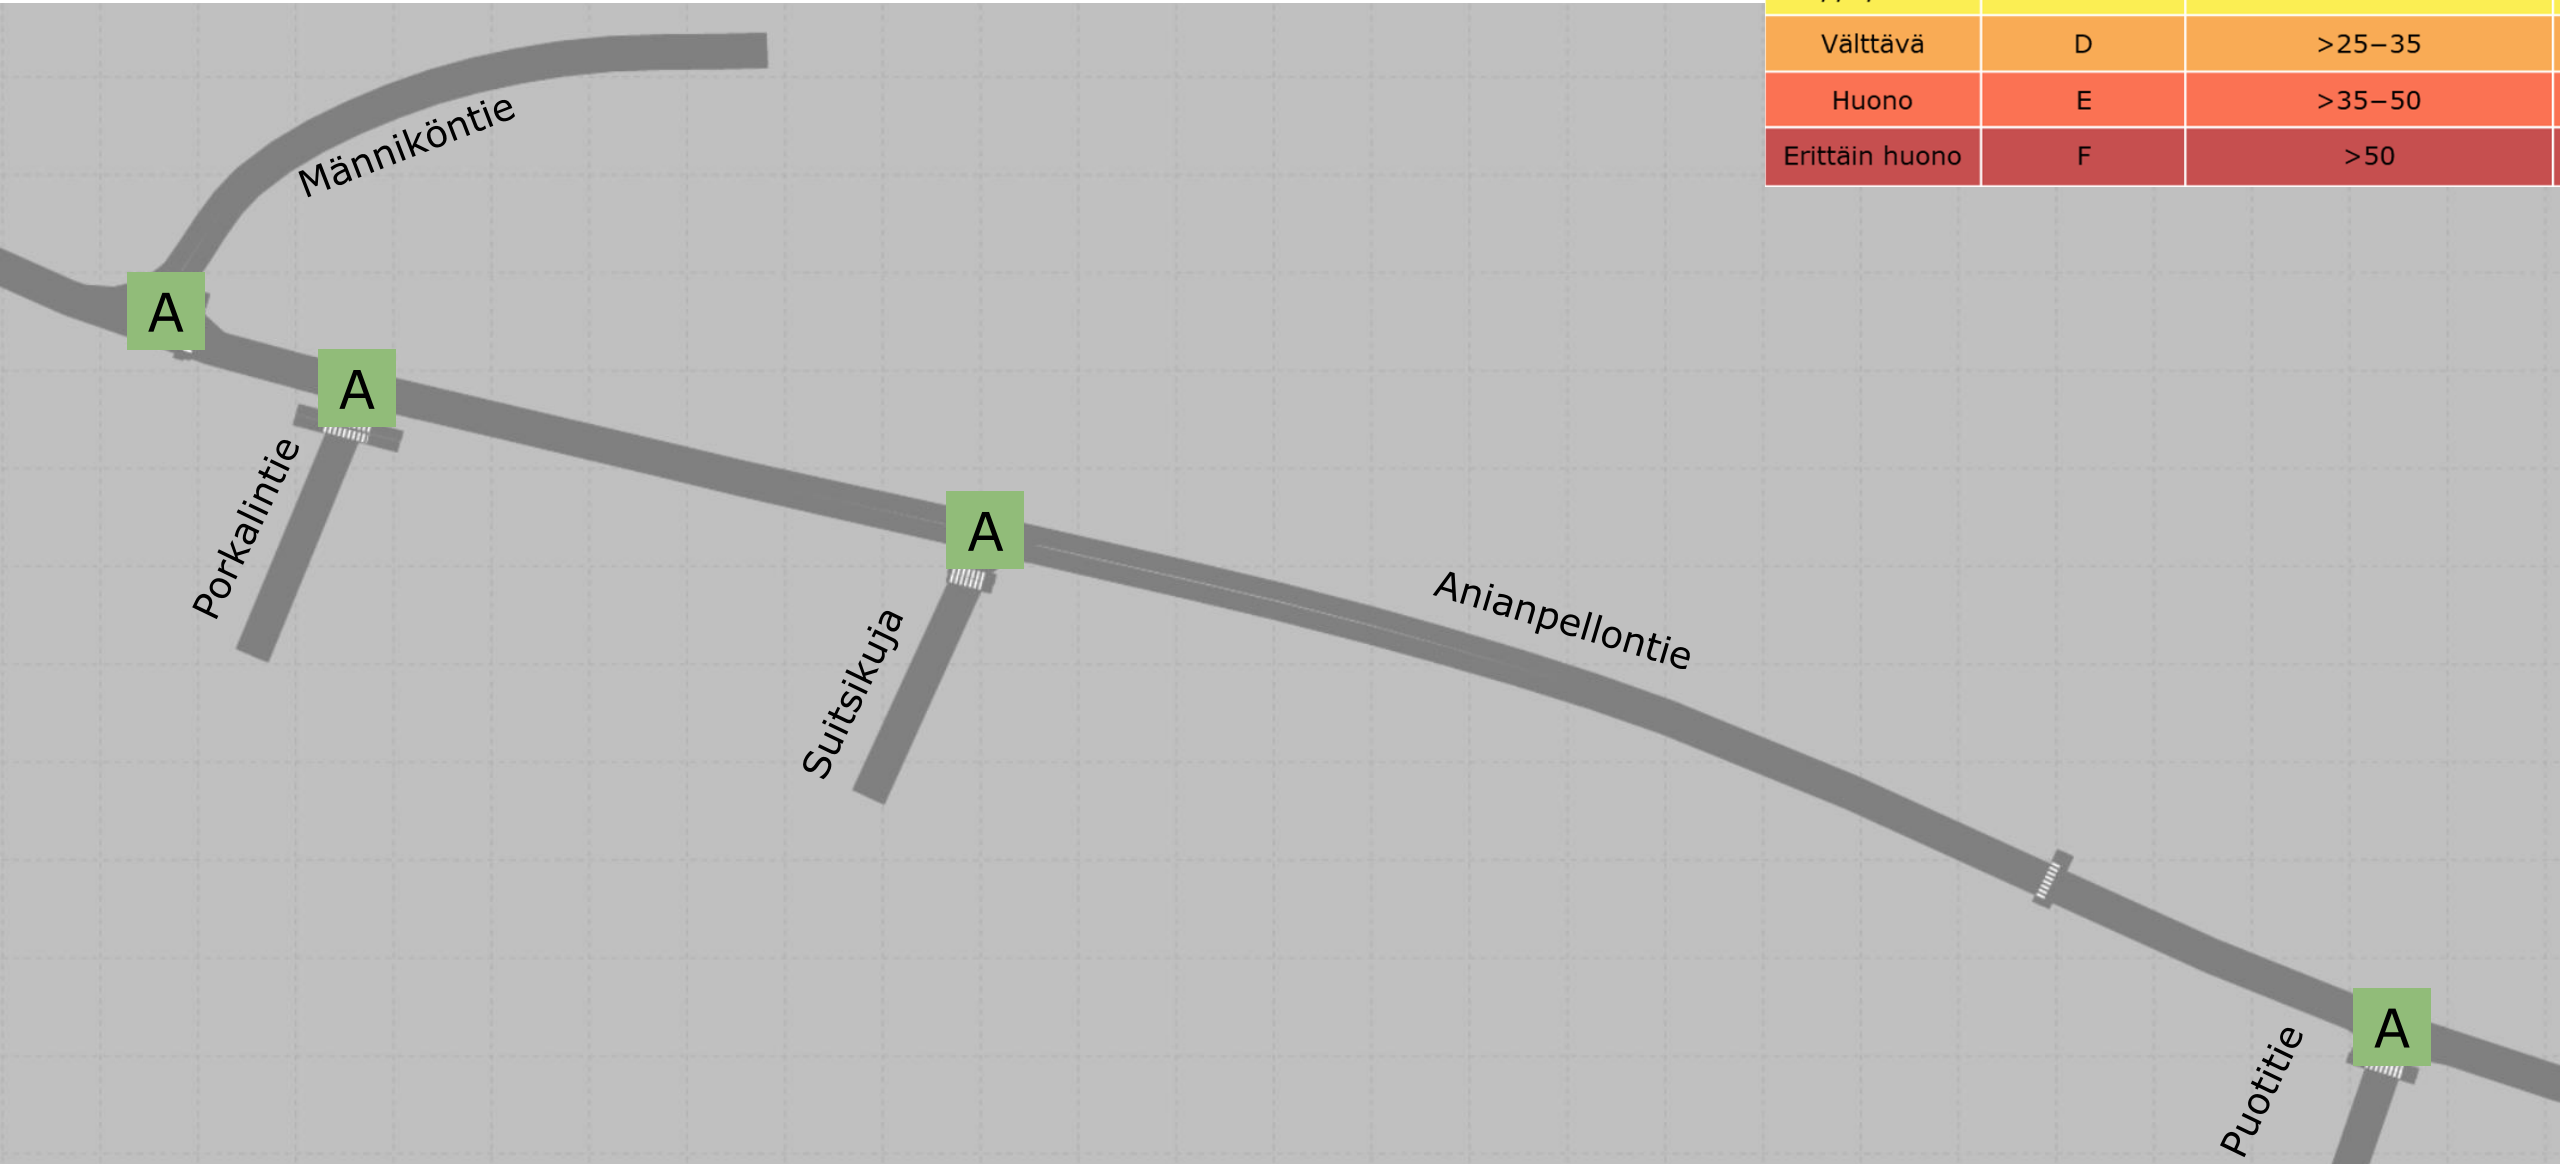 Välttävä D >25–35
Huono E >35–50
Erittäin huono F >50
Männiköntie
A
A
Porkalintie
A
Suitsikuja
Anianpellontie
A
Puotitie